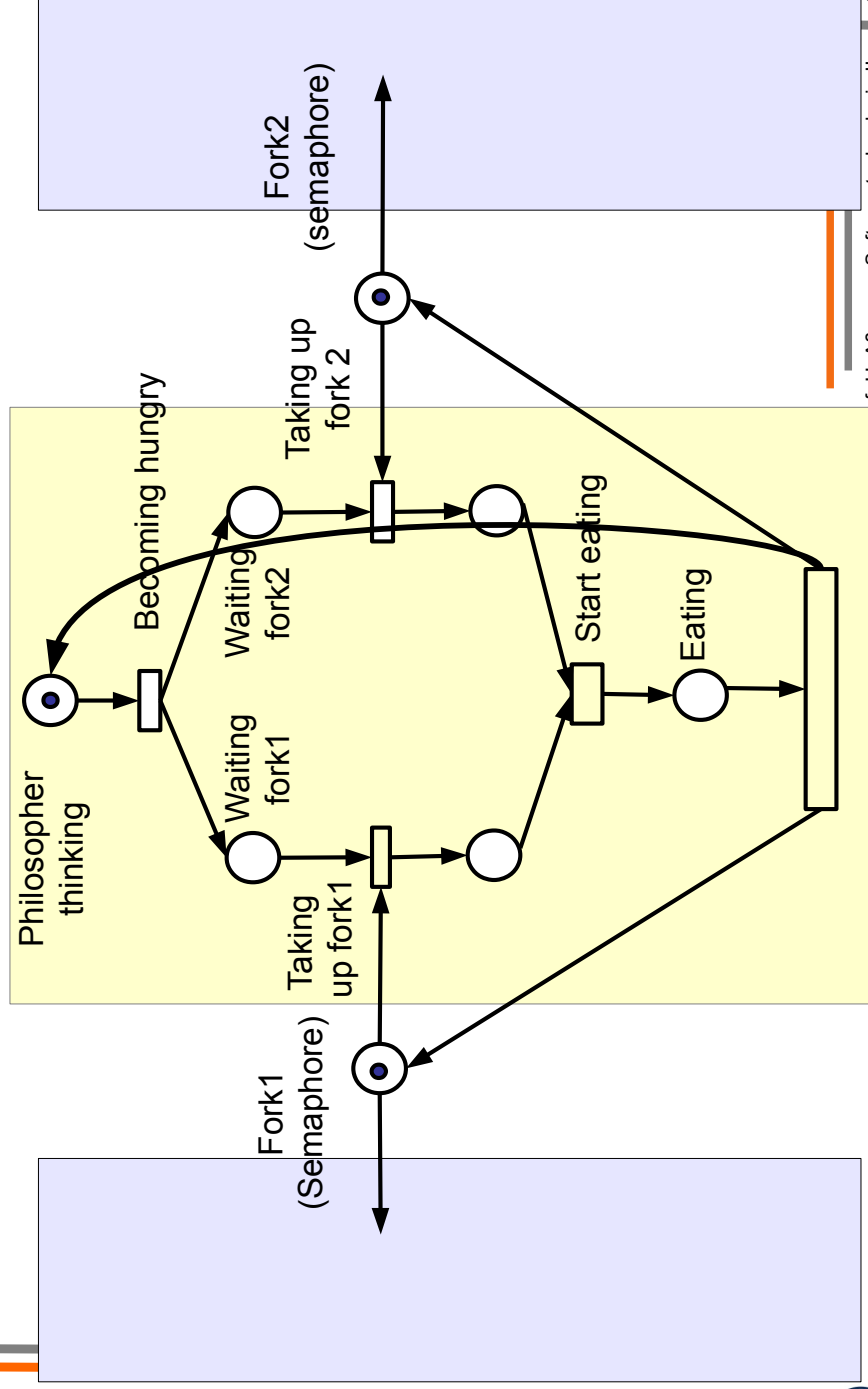 Philosopher
thinking
Becoming hungry
Waiting
fork1
Waiting
fork2
Fork1
(Semaphore)
Taking
up fork1
Taking up
fork 2
Fork2
(semaphore)
Start eating
Eating